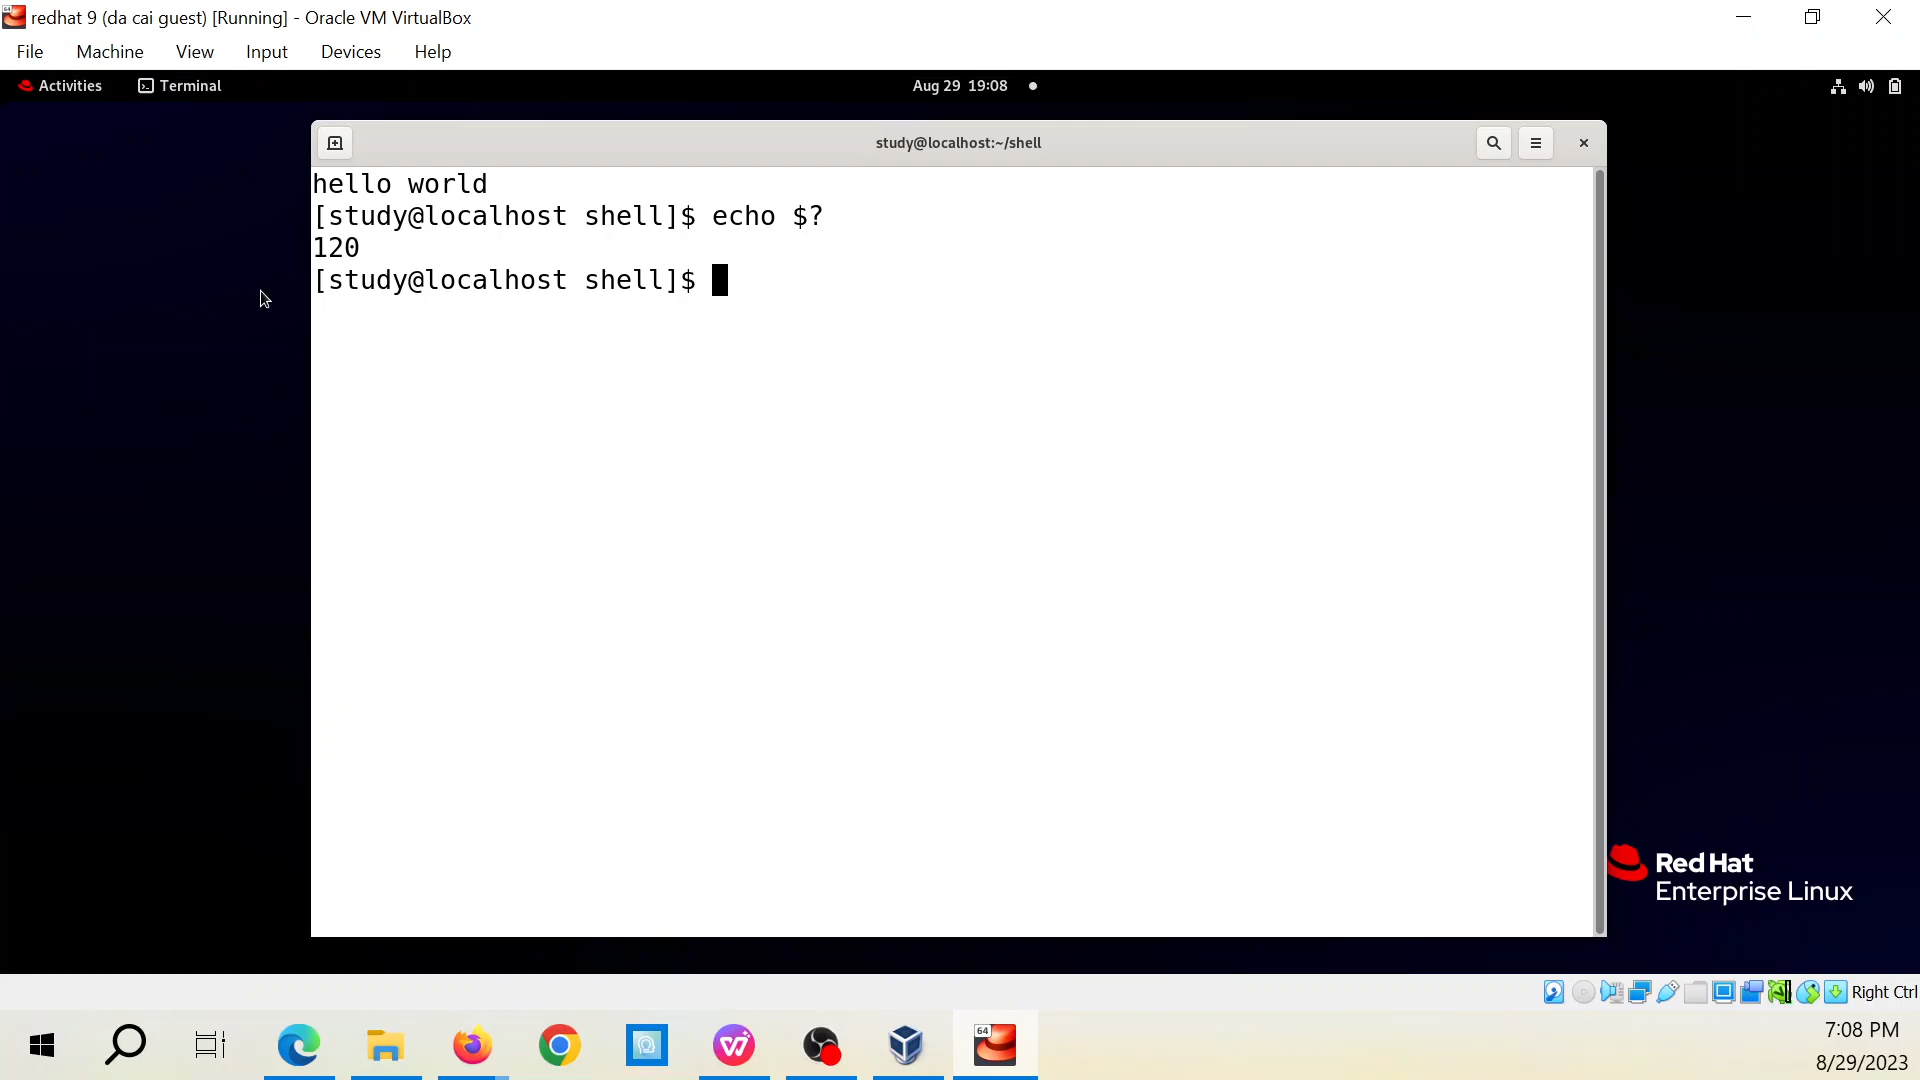 redhat 9 (da cai guest) [Running] - Oracle VM VirtualBox
File Machine View Input Devices Help
Activities Terminal Aug 29 19:08
study@localhost:~/shell
hello world
[study@localhost shell]$ echo $?
120
[study@localhost shell]$
Red Hat
Enterprise Linux
Right Ctrl
64
7:08 PM
8/29/2023